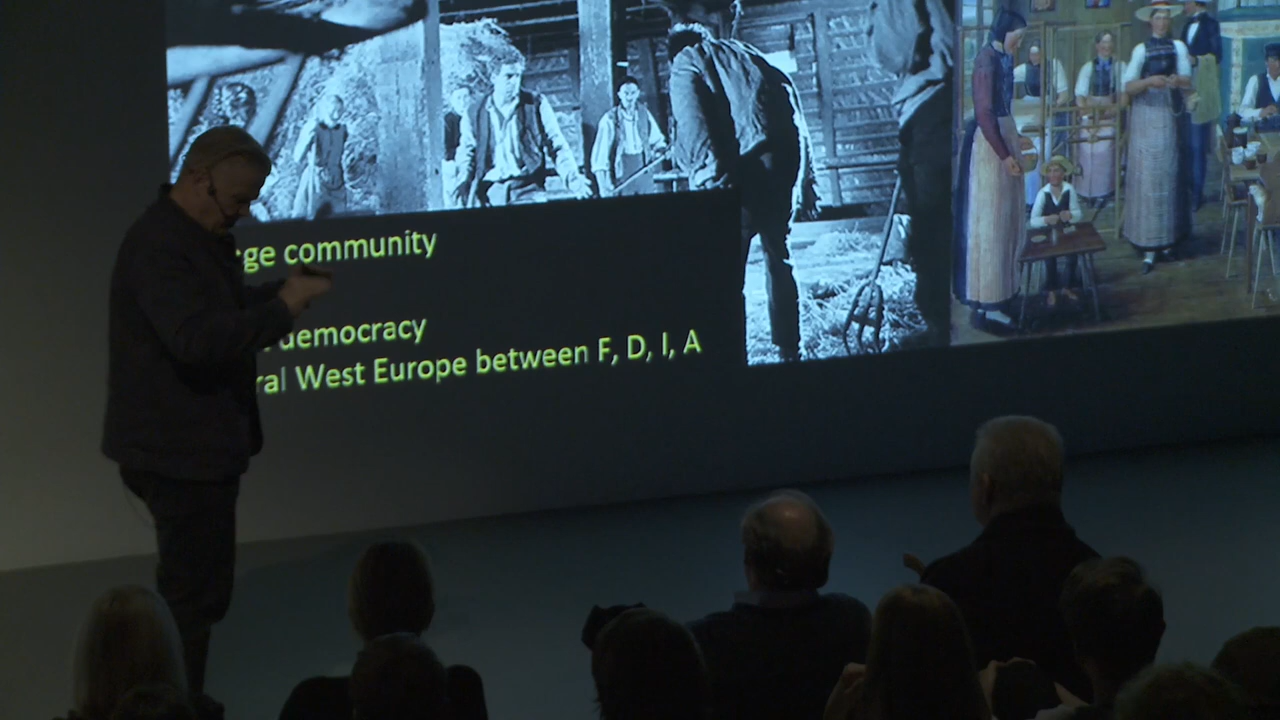 ge community
democracy
ral West Europe between F, D, I, A